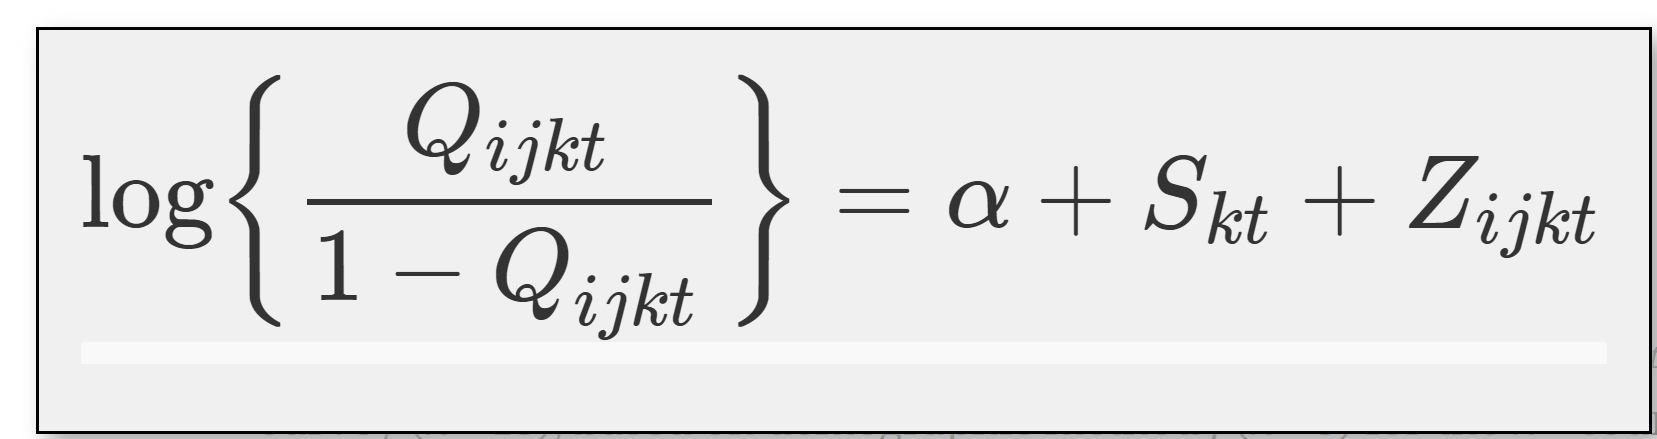 log{ Q_{ijkt} / (1 − Q_{ijkt}) } = α + S_{kt} + Z_{ijkt}